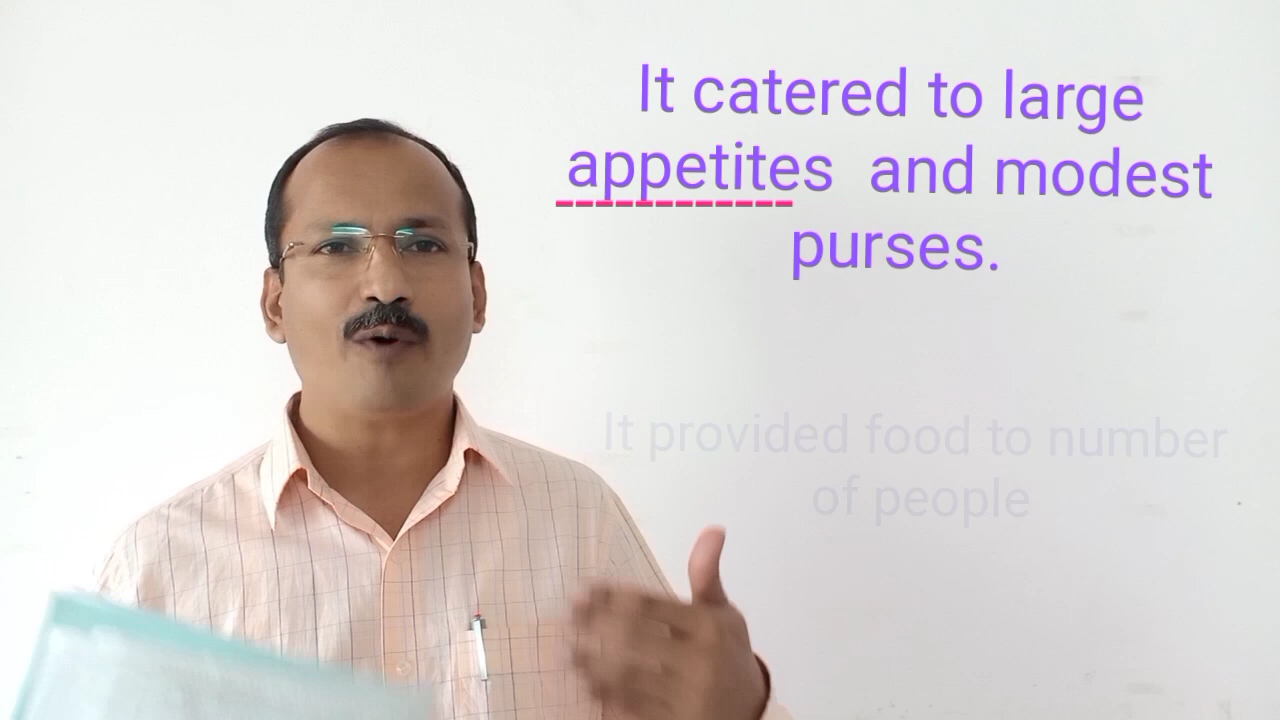 It catered to large
appetites and modest
purses.
It provided food to number
of people